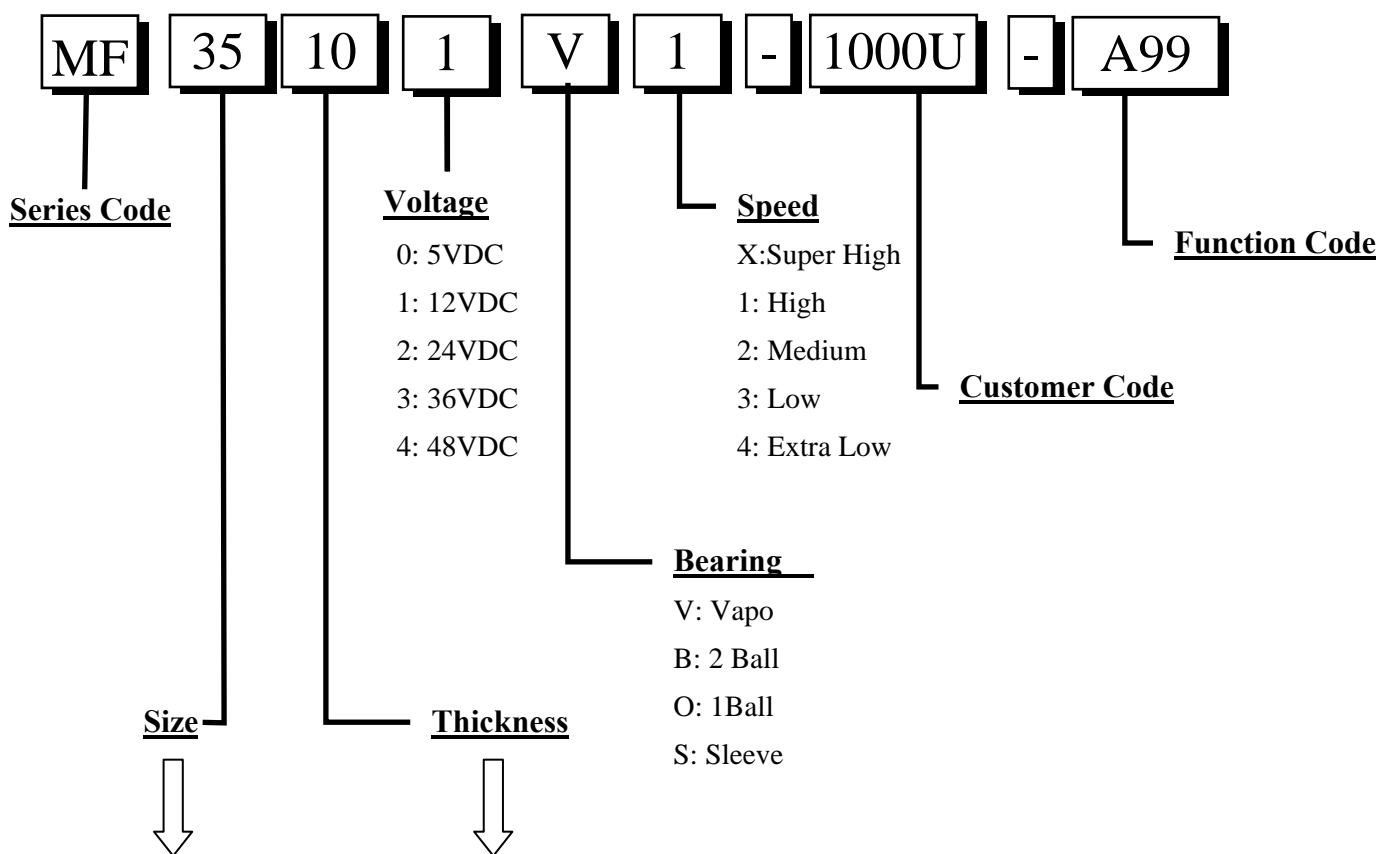 MF 35 10 1 V 1 - 1000U - A99
Series Code
Voltage
0: 5VDC
1: 12VDC
2: 24VDC
3: 36VDC
4: 48VDC
Speed
X:Super High
1: High
2: Medium
3: Low
4: Extra Low
Function Code
Customer Code
Bearing
V: Vapo
B: 2 Ball
O: 1Ball
S: Sleeve
Size
Thickness